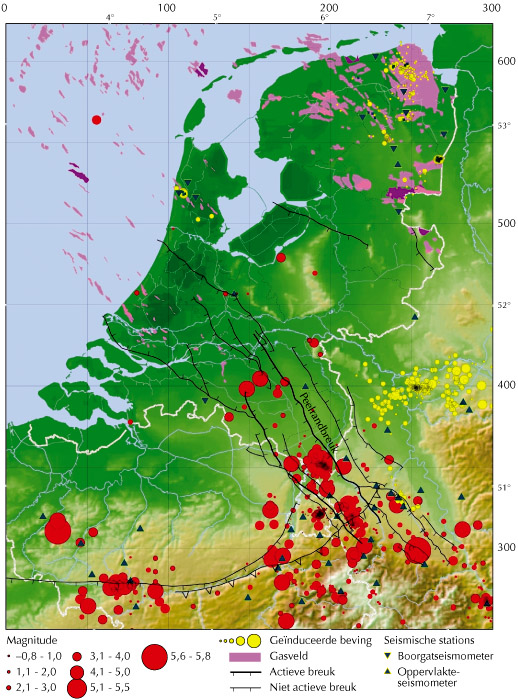 0 100 200 300
4° 5° 6° 7°
600
53°
500
52°
400
Peelrandbreuk
51°
300
Magnitude
–0,8 - 1,0
1,1 - 2,0
2,1 - 3,0
3,1 - 4,0
4,1 - 5,0
5,1 - 5,5
5,6 - 5,8
Geïnduceerde beving
Gasveld
Actieve breuk
Niet actieve breuk
Seismische stations
Boorgatseismometer
Oppervlakte-
seismometer